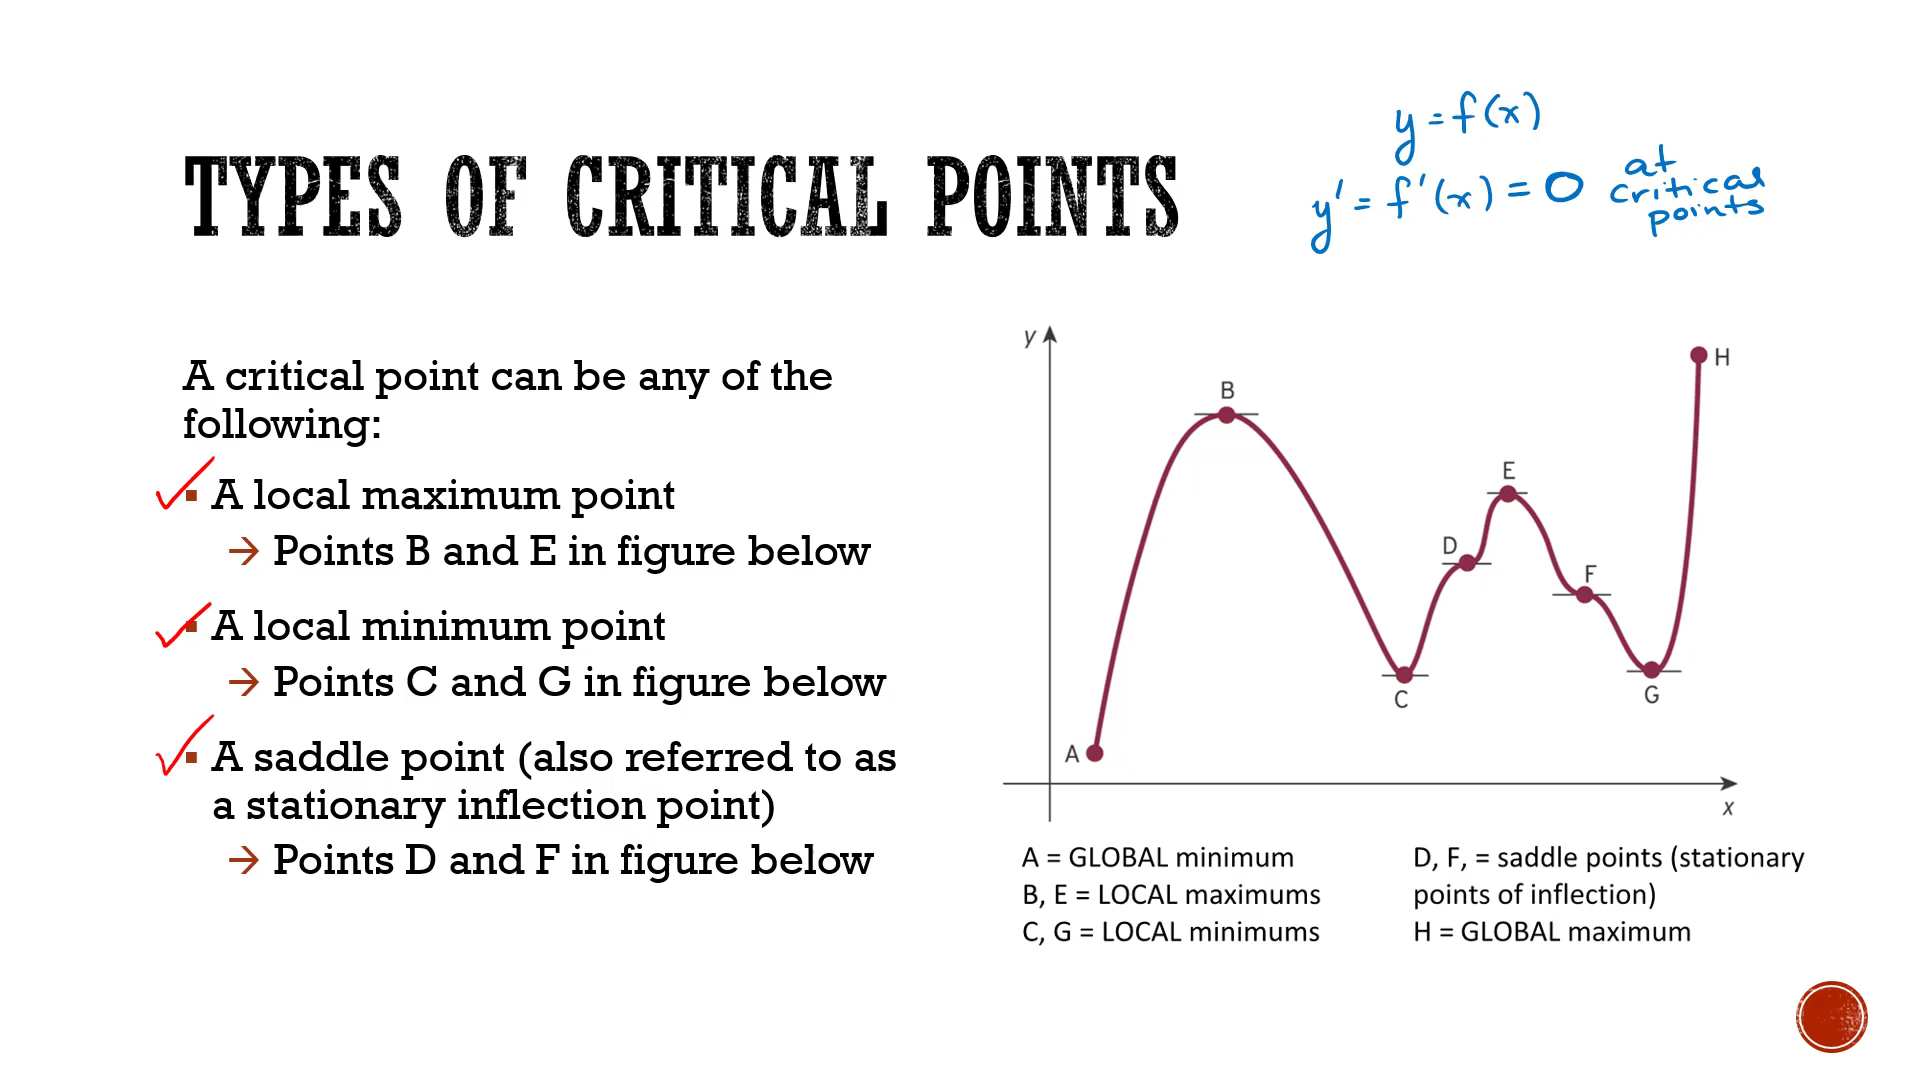 TYPES OF CRITICAL POINTS
y = f(x)
y' = f'(x) = 0 at critical points
A critical point can be any of the
following:
▪ A local maximum point
→ Points B and E in figure below
▪ A local minimum point
→ Points C and G in figure below
▪ A saddle point (also referred to as
a stationary inflection point)
→ Points D and F in figure below
y
H
B
E
D
F
C
G
A
x
A = GLOBAL minimum
B, E = LOCAL maximums
C, G = LOCAL minimums
D, F, = saddle points (stationary
points of inflection)
H = GLOBAL maximum